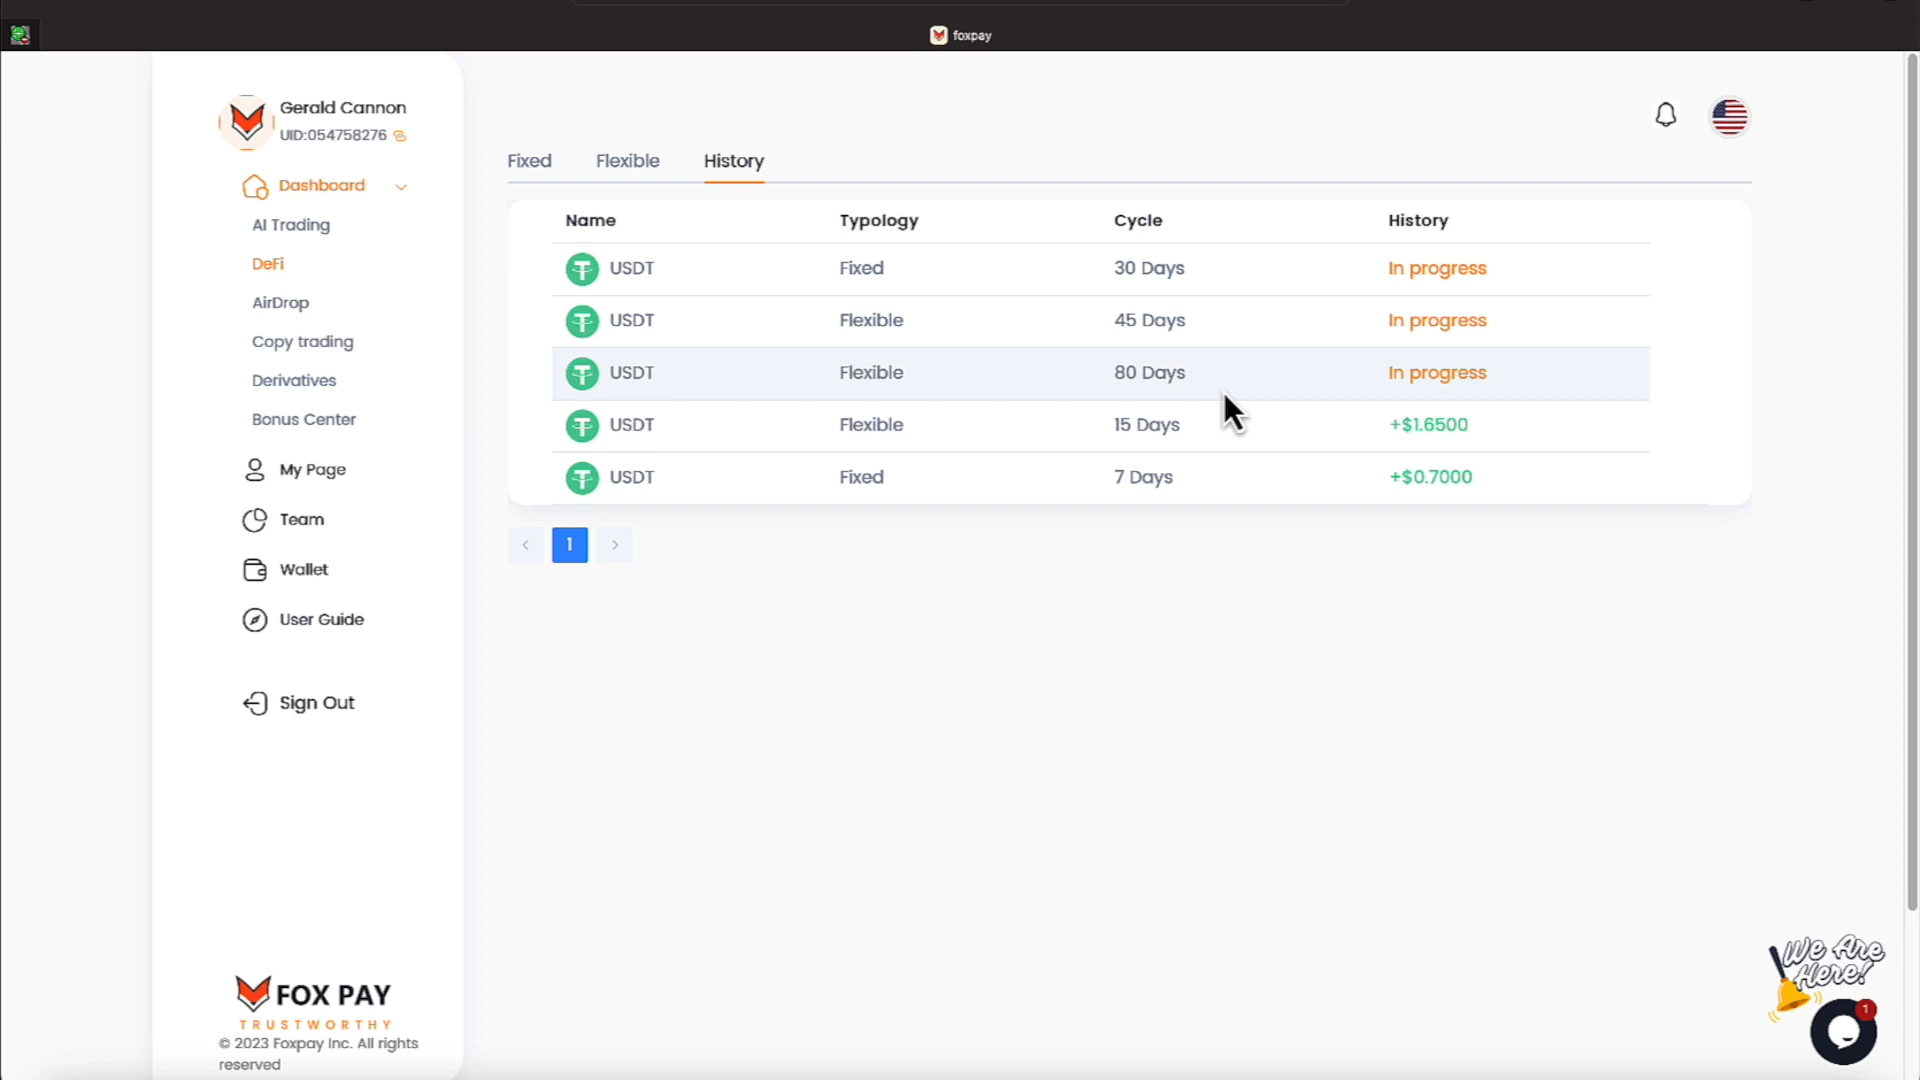 foxpay
Gerald Cannon
UID:054758276
Dashboard
AI Trading
DeFi
AirDrop
Copy trading
Derivatives
Bonus Center
My Page
Team
Wallet
User Guide
Sign Out
FOX PAY
TRUSTWORTHY
© 2023 Foxpay Inc. All rights
reserved
Fixed Flexible History
Name Typology Cycle History
USDT Fixed 30 Days In progress
USDT Flexible 45 Days In progress
USDT Flexible 80 Days In progress
USDT Flexible 15 Days +$1.6500
USDT Fixed 7 Days +$0.7000
< 1 >
We Are
Here!
1